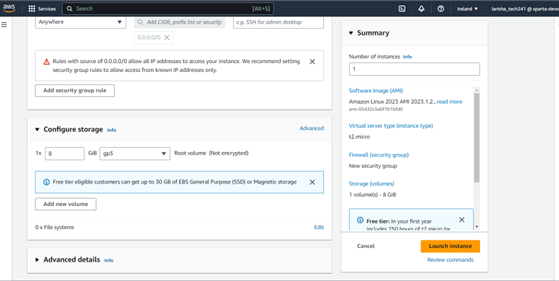 aws
Services
Search
[Alt+S]
Ireland
larisha_tech241 @ sparta-devo
Anywhere
Add CIDR, prefix list or security
e.g. SSH for admin desktop
0.0.0.0/0
Rules with source of 0.0.0.0/0 allow all IP addresses to access your instance. We recommend setting
security group rules to allow access from known IP addresses only.
Add security group rule
Configure storage Info
Advanced
1x
8
GiB
gp3
Root volume (Not encrypted)
Free tier eligible customers can get up to 30 GB of EBS General Purpose (SSD) or Magnetic storage
Add new volume
0 x File systems
Edit
Advanced details Info
Summary
Number of instances Info
1
Software Image (AMI)
Amazon Linux 2023 AMI 2023.1.2...read more
Virtual server type (instance type)
t2.micro
Firewall (security group)
New security group
Storage (volumes)
1 volume(s) - 8 GiB
Free tier: In your first year
includes 750 hours of t2.micro (or
Cancel
Launch instance
Review commands